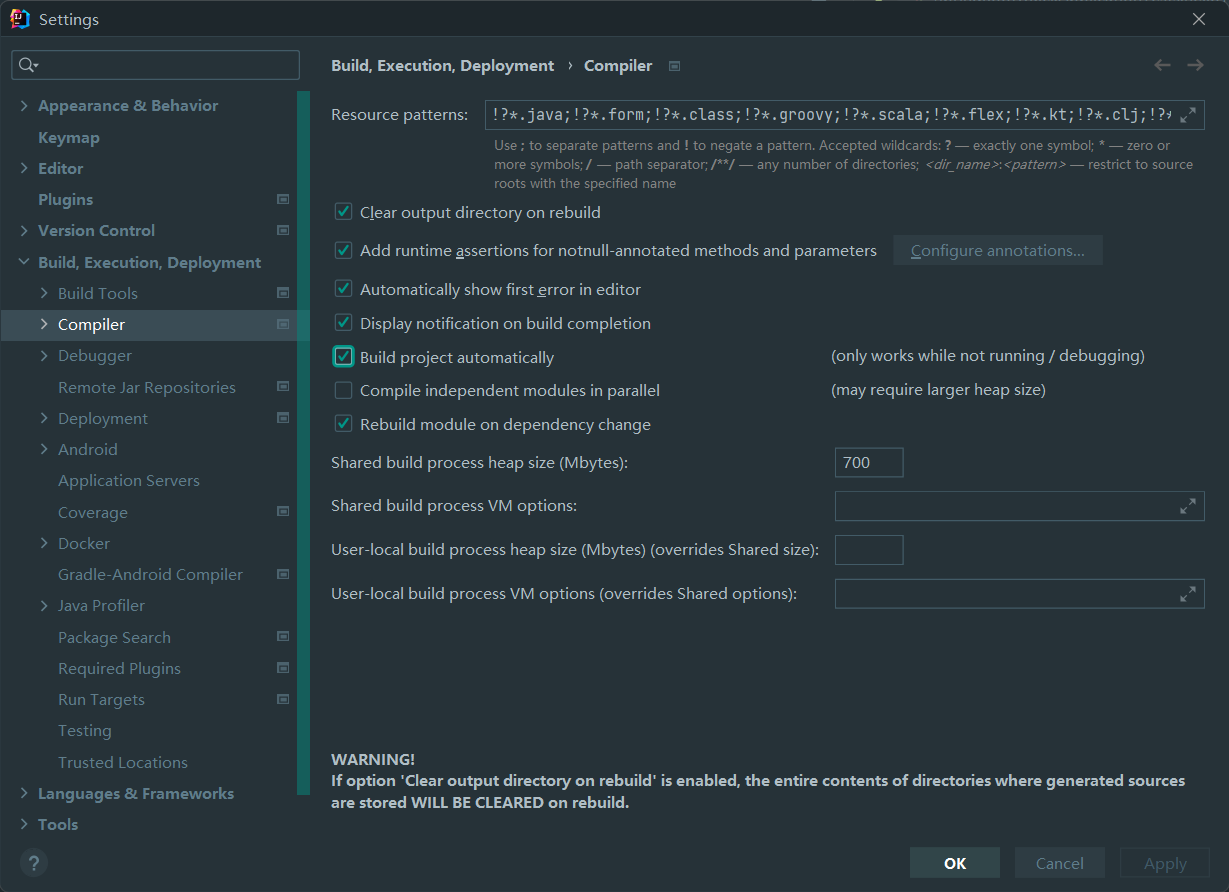 Settings
Build, Execution, Deployment › Compiler
Appearance & Behavior
Keymap
Editor
Plugins
Version Control
Build, Execution, Deployment
Build Tools
Compiler
Debugger
Remote Jar Repositories
Deployment
Android
Application Servers
Coverage
Docker
Gradle-Android Compiler
Java Profiler
Package Search
Required Plugins
Run Targets
Testing
Trusted Locations
Languages & Frameworks
Tools
?
Resource patterns: !?*.java;!?*.form;!?*.class;!?*.groovy;!?*.scala;!?*.flex;!?*.kt;!?*.clj;!?*
Use ; to separate patterns and ! to negate a pattern. Accepted wildcards: ? — exactly one symbol; * — zero or
more symbols; / — path separator; /**/ — any number of directories; <dir_name>:<pattern> — restrict to source
roots with the specified name
Clear output directory on rebuild
Add runtime assertions for notnull-annotated methods and parameters Configure annotations...
Automatically show first error in editor
Display notification on build completion
Build project automatically (only works while not running / debugging)
Compile independent modules in parallel (may require larger heap size)
Rebuild module on dependency change
Shared build process heap size (Mbytes): 700
Shared build process VM options:
User-local build process heap size (Mbytes) (overrides Shared size):
User-local build process VM options (overrides Shared options):
WARNING!
If option 'Clear output directory on rebuild' is enabled, the entire contents of directories where generated sources
are stored WILL BE CLEARED on rebuild.
OK Cancel Apply